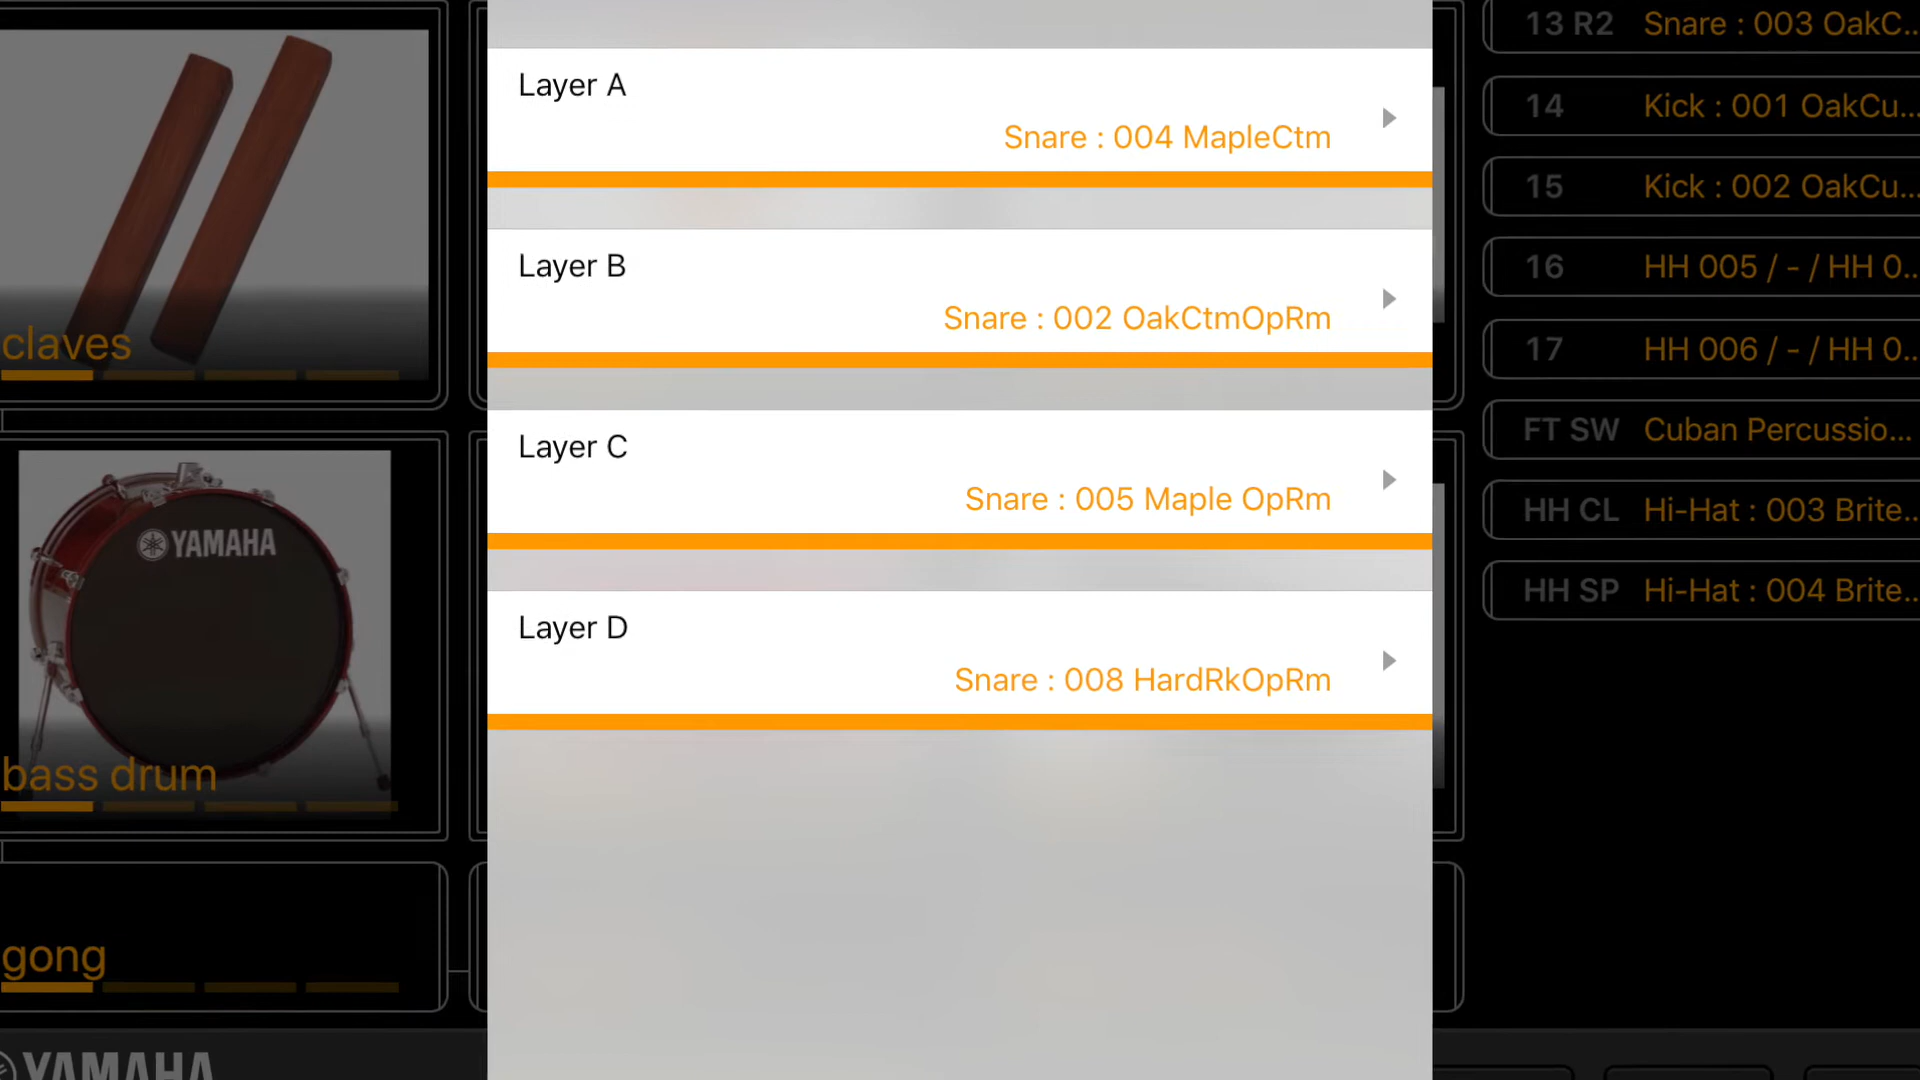 claves
YAMAHA
bass drum
gong
YAMAHA
Layer A
Snare : 004 MapleCtm
Layer B
Snare : 002 OakCtmOpRm
Layer C
Snare : 005 Maple OpRm
Layer D
Snare : 008 HardRkOpRm
13 R2 Snare : 003 OakC...
14 Kick : 001 OakCu...
15 Kick : 002 OakCu...
16 HH 005 / - / HH 0...
17 HH 006 / - / HH 0...
FT SW Cuban Percussio...
HH CL Hi-Hat : 003 Brite...
HH SP Hi-Hat : 004 Brite...